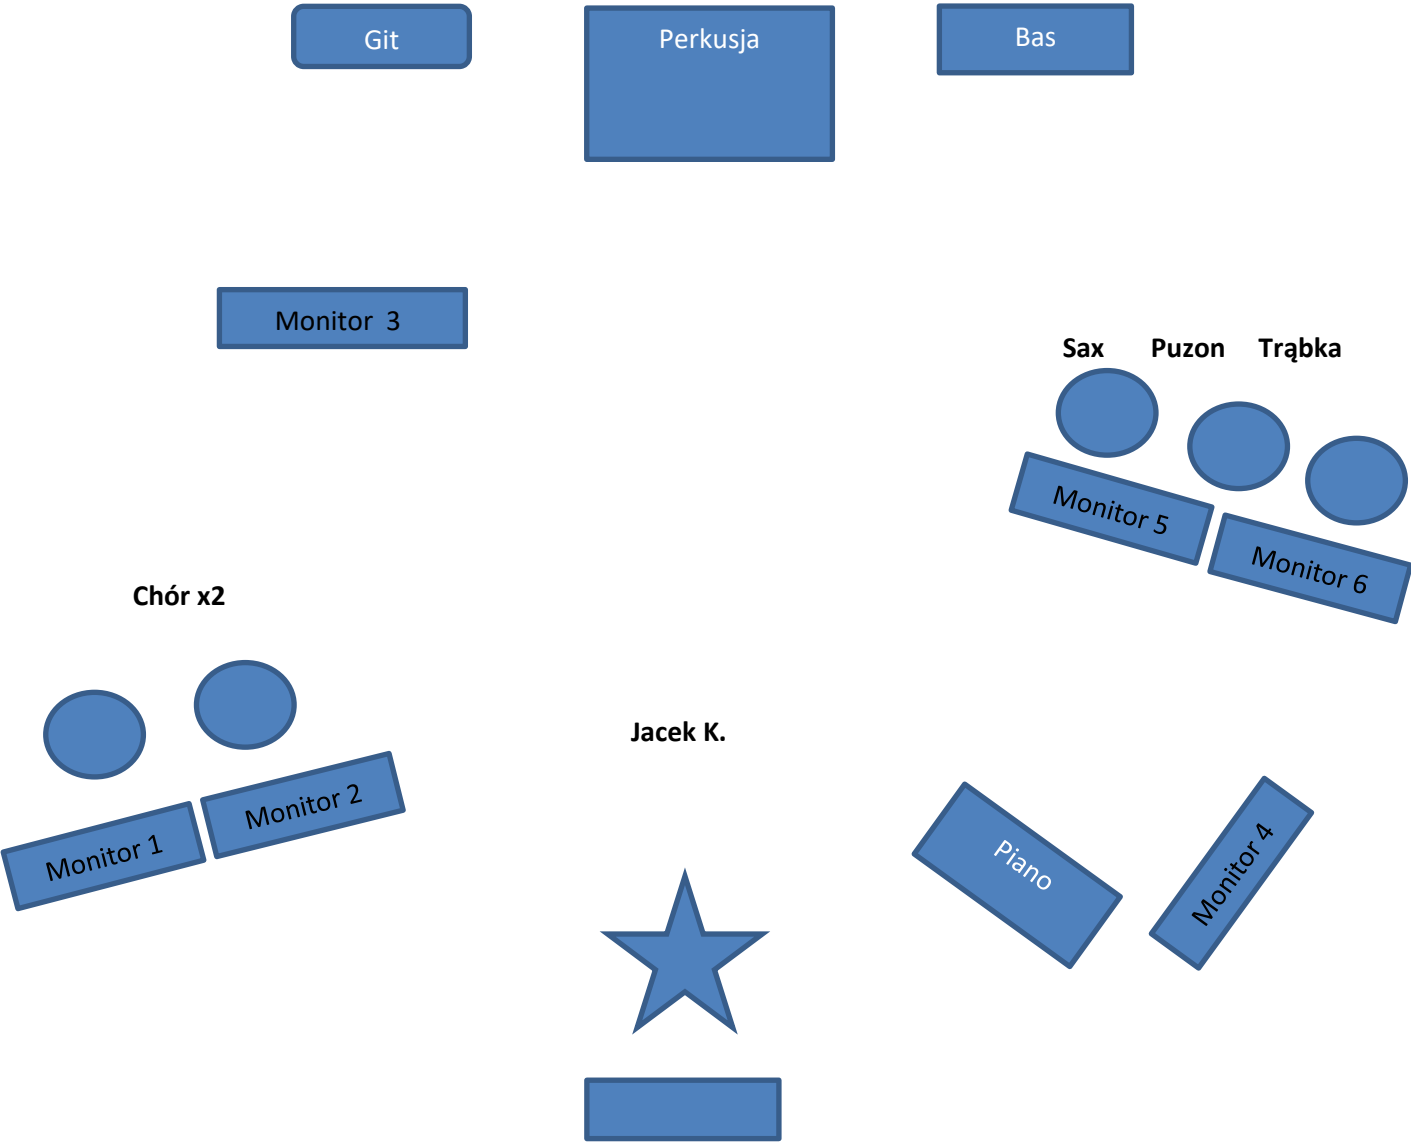 Git
Perkusja
Bas
Monitor  3
Sax
Puzon
Trąbka
Monitor 5
Monitor 6
Chór x2
Jacek K.
Monitor 1
Monitor 2
Piano
Monitor 4